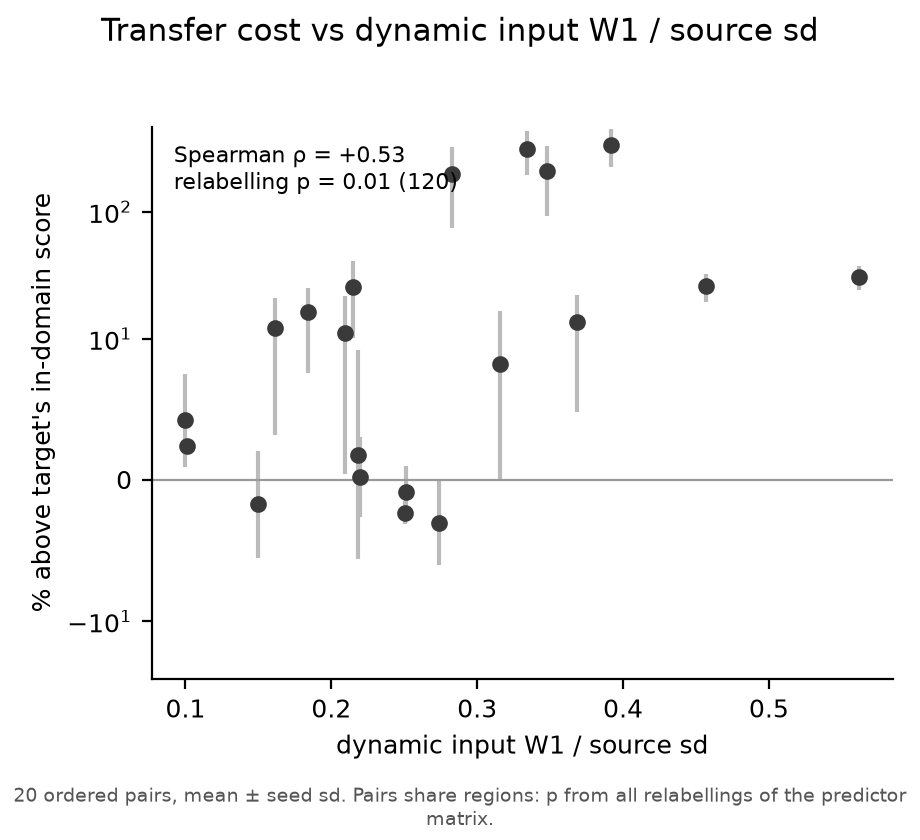 Transfer cost vs dynamic input W1 / source sd
Spearman ρ = +0.53
relabelling p = 0.01 (120)
% above target's in-domain score
10²
10¹
0
−10¹
0.1
0.2
0.3
0.4
0.5
dynamic input W1 / source sd
20 ordered pairs, mean ± seed sd. Pairs share regions: p from all relabellings of the predictor
matrix.